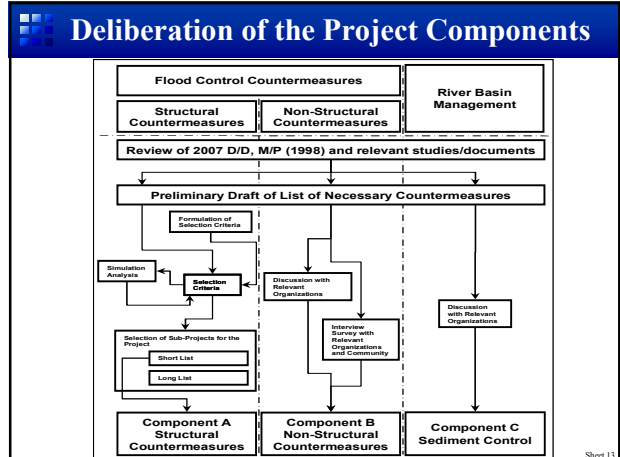 Deliberation of the Project Components
Flood Control Countermeasures
River Basin
Management
Structural
Countermeasures
Non-Structural
Countermeasures
Review of 2007 D/D, M/P (1998) and relevant studies/documents
Preliminary Draft of List of Necessary Countermeasures
Formulation of
Selection Criteria
Simulation
Analysis
Selection
Criteria
Discussion with
Relevant
Organizations
Discussion
with Relevant
Organizations
Interview
Survey with
Relevant
Organizations
and Community
Selection of Sub-Projects for the
Project
Short List
Long List
Component A
Structural
Countermeasures
Component B
Non-Structural
Countermeasures
Component C
Sediment Control
Sheet 13